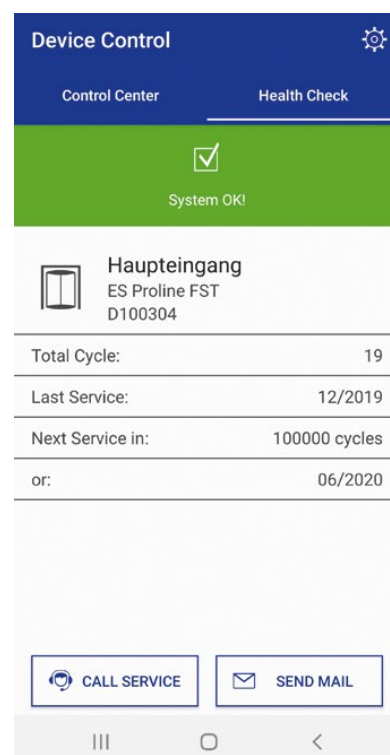 Device Control
Control Center Health Check
System OK!
Haupteingang
ES Proline FST
D100304
Total Cycle: 19
Last Service: 12/2019
Next Service in: 100000 cycles
or: 06/2020
CALL SERVICE SEND MAIL